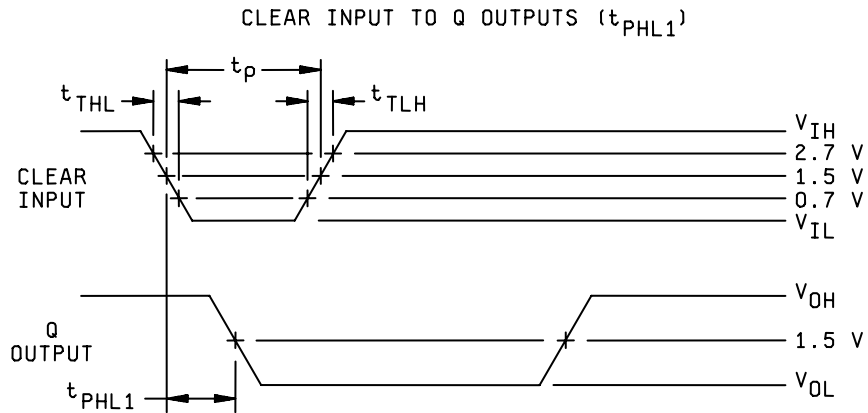 CLEAR INPUT TO Q OUTPUTS (tPHL1)
tp
tTHL
tTLH
VIH
2.7 V
CLEAR
INPUT
1.5 V
0.7 V
VIL
VOH
Q
OUTPUT
1.5 V
tPHL1
VOL